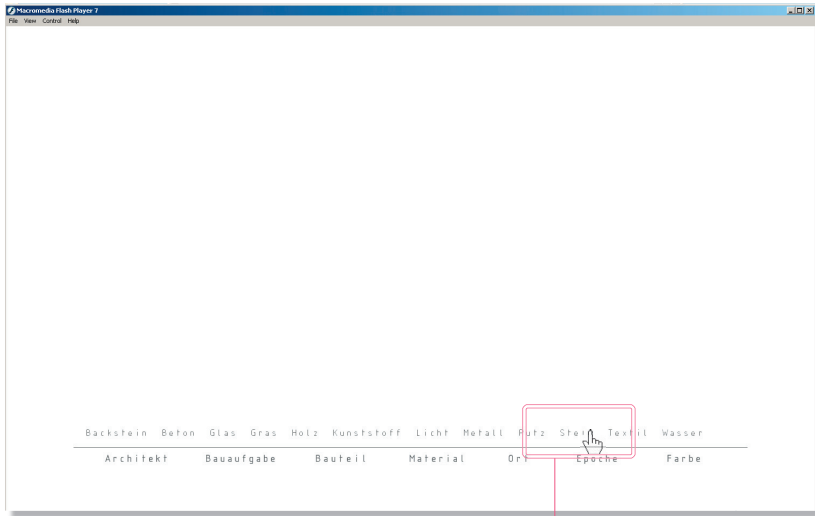 Macromedia Flash Player 7
File View Control Help
Backstein Beton Glas Gras Holz Kunststoff Licht Metall Putz Stein Textil Wasser
Architekt Bauaufgabe Bauteil Material Ort Epoche Farbe